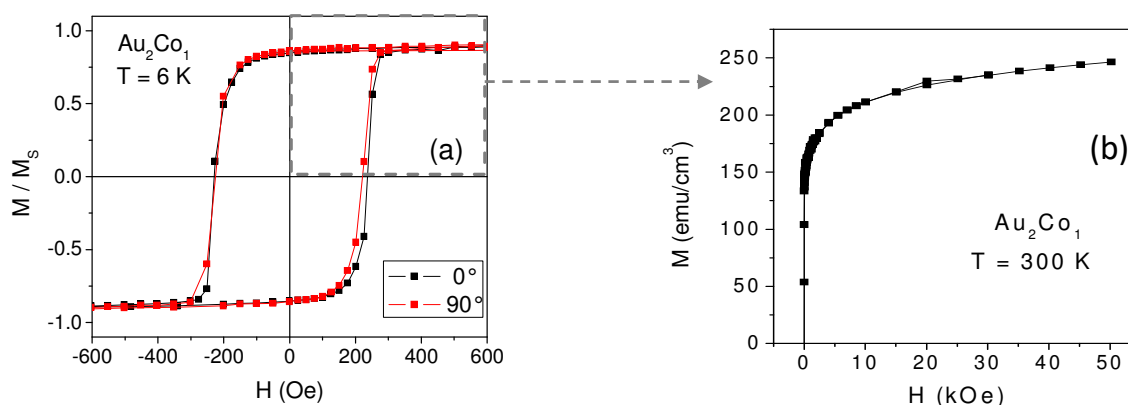 Au₂Co₁
T = 6 K
(a)
0°
90°
1.0
0.5
0.0
-0.5
-1.0
M / M_S
-600 -400 -200 0 200 400 600
H (Oe)
250
200
150
100
50
0
M (emu/cm³)
(b)
Au₂Co₁
T = 300 K
0 10 20 30 40 50
H (kOe)